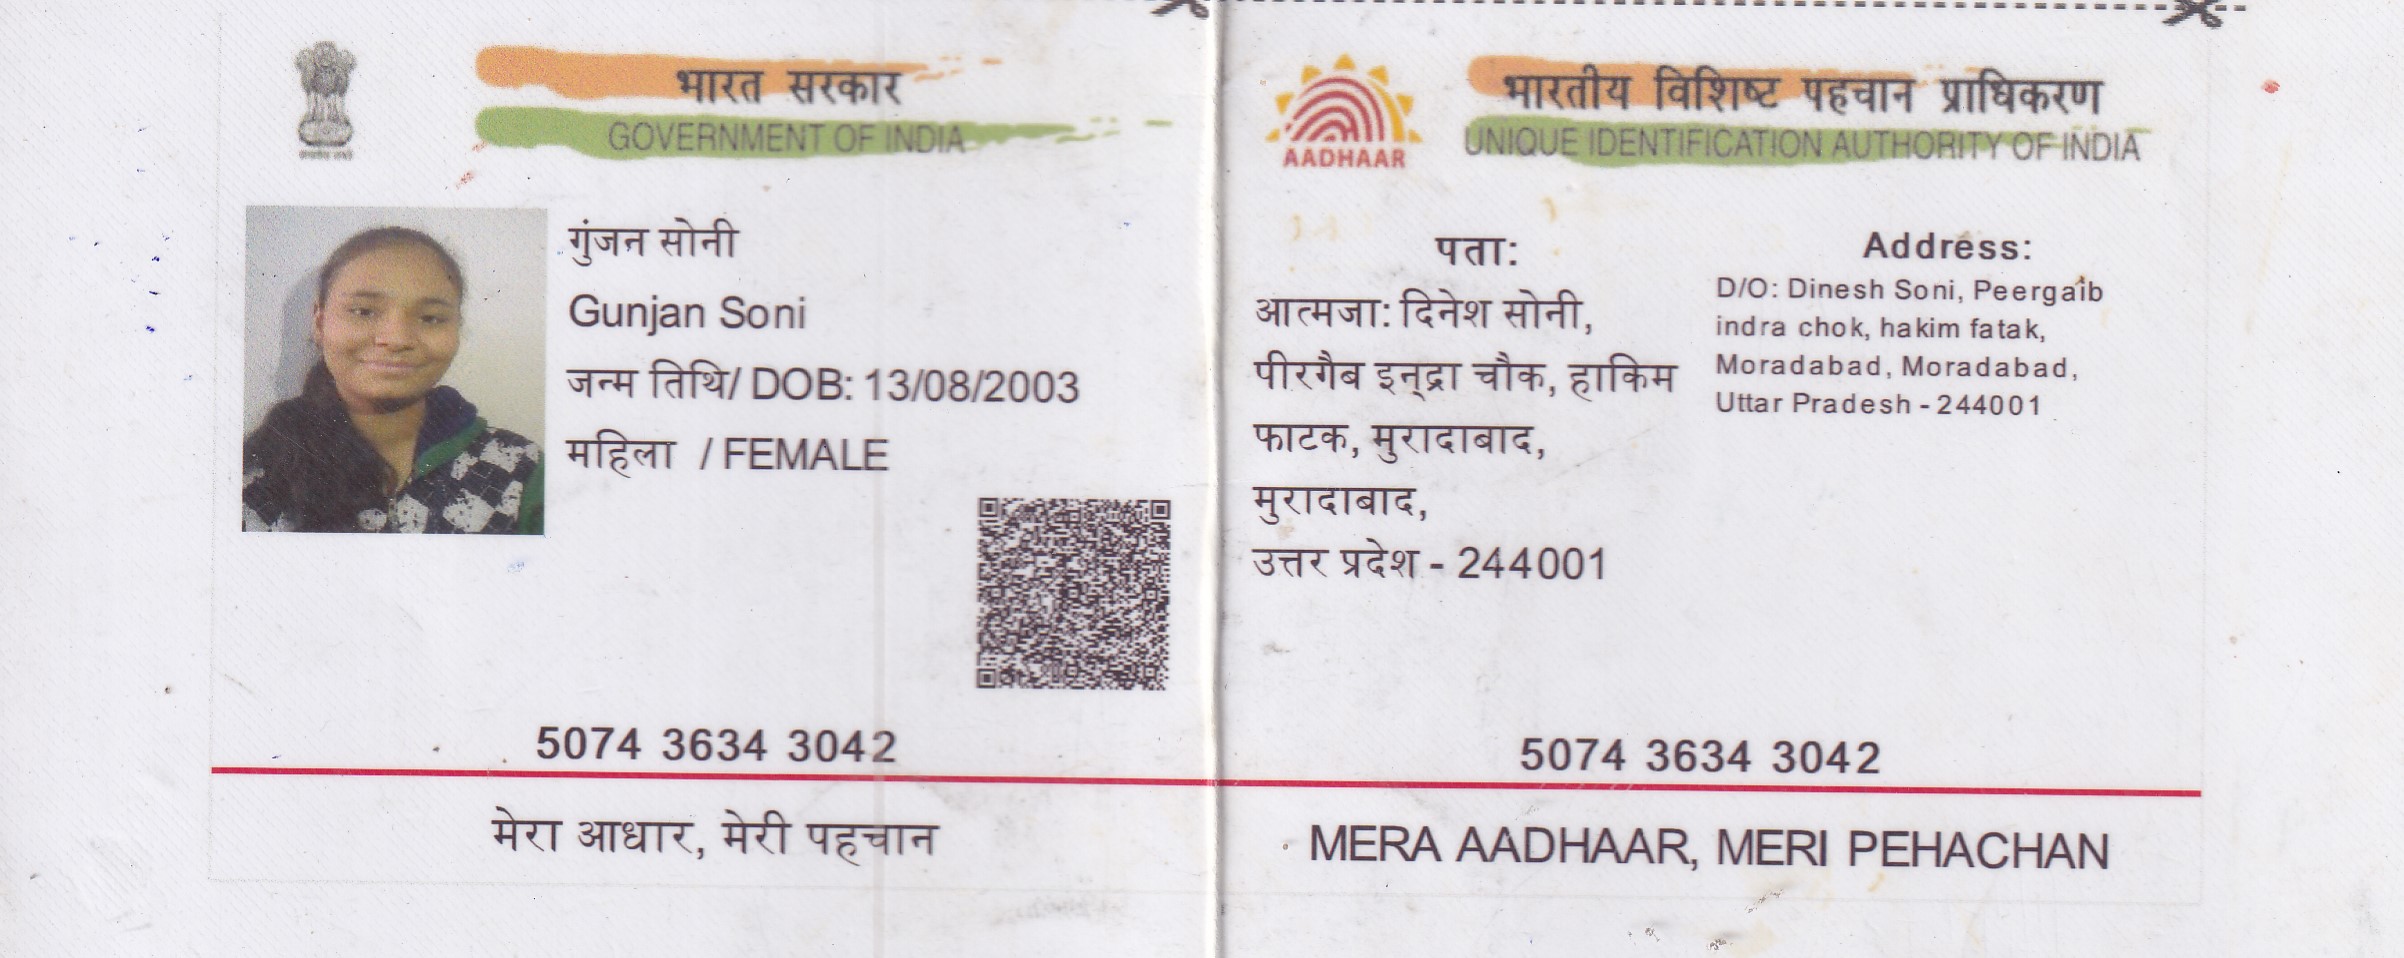 भारत सरकार
GOVERNMENT OF INDIA
गुंजन सोनी
Gunjan Soni
जन्म तिथि/ DOB: 13/08/2003
महिला / FEMALE
5074 3634 3042
मेरा आधार, मेरी पहचान
AADHAAR
भारतीय विशिष्ट पहचान प्राधिकरण
UNIQUE IDENTIFICATION AUTHORITY OF INDIA
पता:
आत्मजा: दिनेश सोनी,
पीरगैब इन्द्रा चौक, हाकिम
फाटक, मुरादाबाद,
मुरादाबाद,
उत्तर प्रदेश - 244001
Address:
D/O: Dinesh Soni, Peergaib
indra chok, hakim fatak,
Moradabad, Moradabad,
Uttar Pradesh - 244001
5074 3634 3042
MERA AADHAAR, MERI PEHACHAN